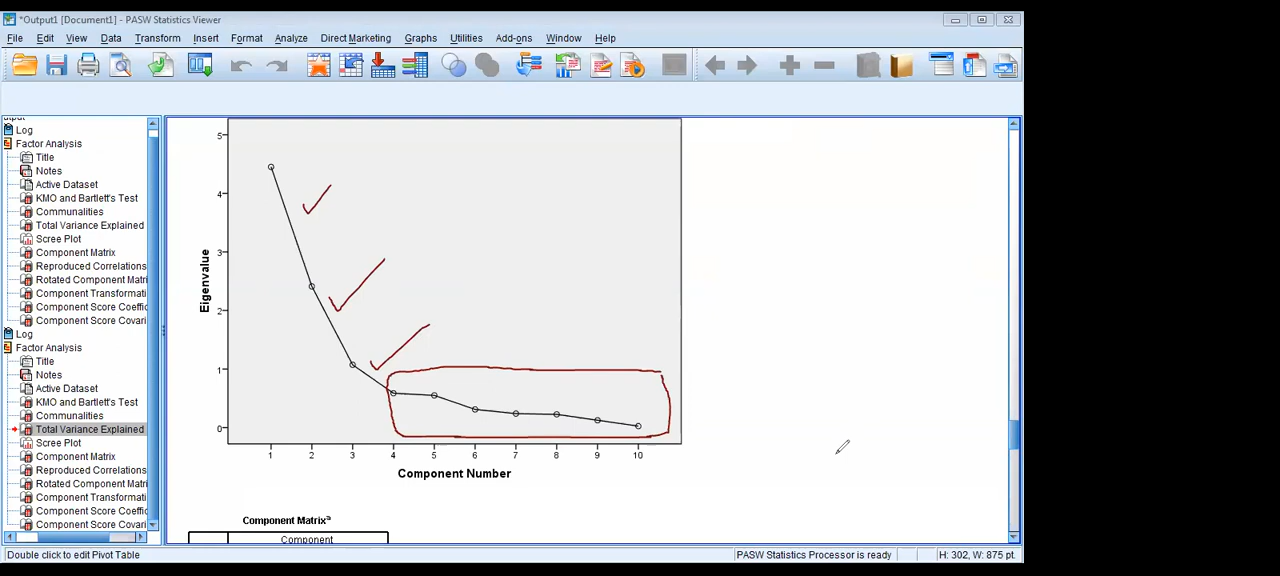 *Output1 [Document1] - PASW Statistics Viewer
File Edit View Data Transform Insert Format Analyze Direct Marketing Graphs Utilities Add-ons Window Help
Log
Factor Analysis
Title
Notes
Active Dataset
KMO and Bartlett's Test
Communalities
Total Variance Explained
Scree Plot
Component Matrix
Reproduced Correlations
Rotated Component Matri
Component Transformati
Component Score Coeffic
Component Score Covari
Log
Factor Analysis
Title
Notes
Active Dataset
KMO and Bartlett's Test
Communalities
Total Variance Explained
Scree Plot
Component Matrix
Reproduced Correlations
Rotated Component Matri
Component Transformati
Component Score Coeffic
Component Score Covari
Eigenvalue
5
4
3
2
1
0
1 2 3 4 5 6 7 8 9 10
Component Number
Component Matrixa
Component
Double click to edit Pivot Table
PASW Statistics Processor is ready
H: 302, W: 875 pt.